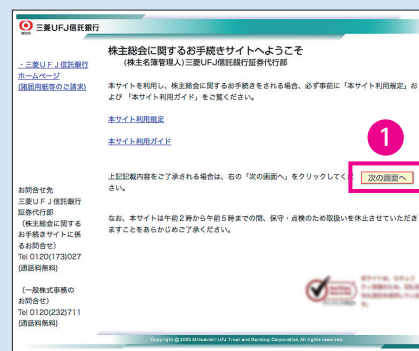 三菱UFJ信託銀行
・三菱ＵＦＪ信託銀行
ホームページ
(諸届用紙等のご請求)
株主総会に関するお手続きサイトへようこそ
(株主名簿管理人)三菱UFJ信託銀行証券代行部
本サイトを利用し、株主総会に関するお手続きをされる場合、必ず事前に「本サイト利用規定」お
よび 「本サイト利用ガイド」をご覧ください。
本サイト利用規定
本サイト利用ガイド
1
上記記載内容をご了承される場合は、右の「次の画面へ」をクリックしてく
さい。
次の画面へ
なお、本サイトは午前２時から午前５時までの間、保守・点検のため取扱いを休止させていただき
ますことをあらかじめご了承ください。
お問合せ先
三菱ＵＦＪ信託銀行
証券代行部
（株主総会に関する
お手続きサイトに係
るお問合せ）
Tel 0120(173)027
(通話料無料)
（一般株式事務の
お問合せ）
Tel 0120(232)711
(通話料無料)
Copyright @ 2005 Mitsubishi UFJ Trust and Banking Corporation All rights reserved.